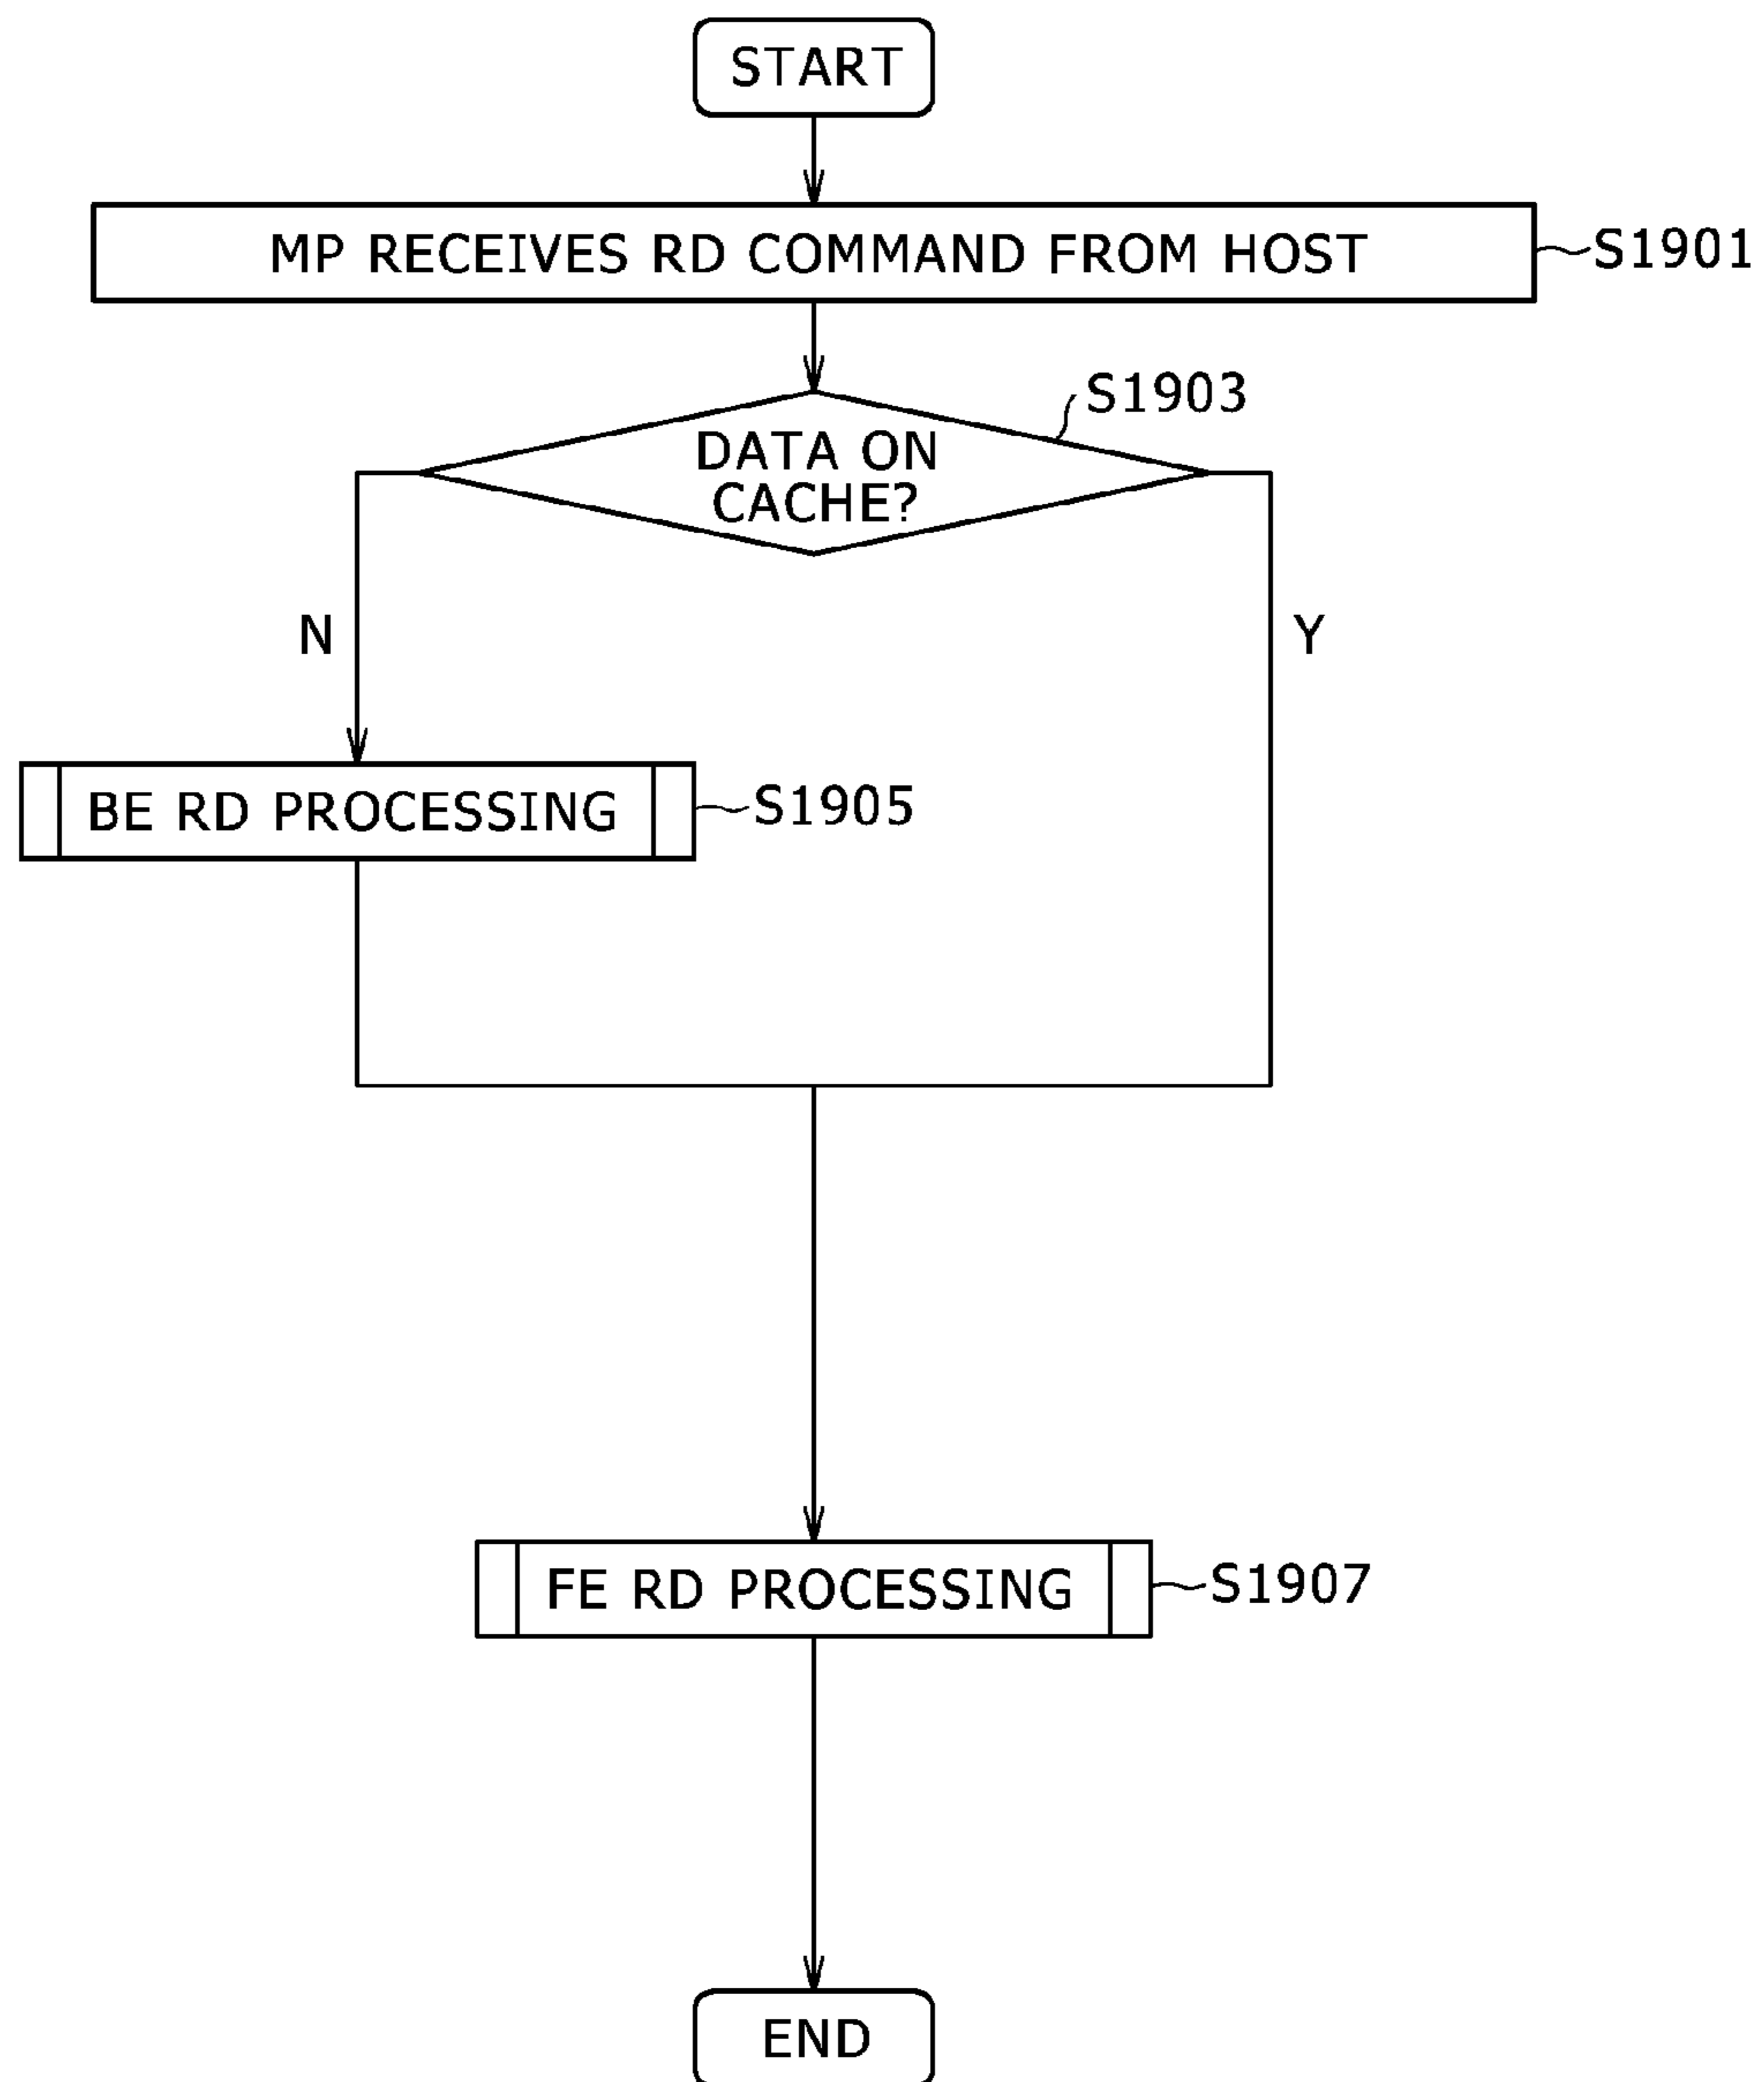 START
MP RECEIVES RD COMMAND FROM HOST
S1901
S1903
DATA ON
CACHE?
N
Y
BE RD PROCESSING
S1905
FE RD PROCESSING
S1907
END